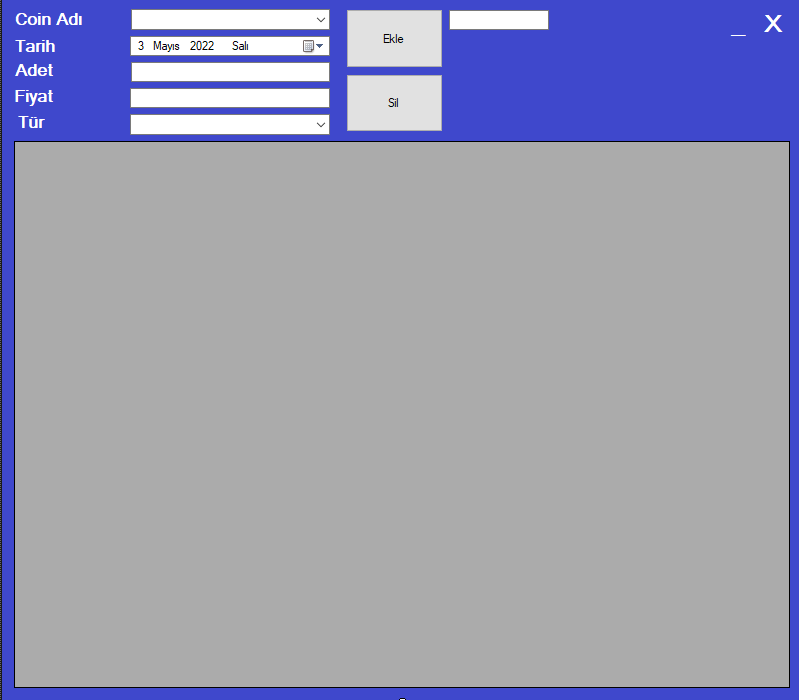 Coin Adı
Tarih 3 Mayıs 2022 Salı
Adet
Fiyat
Tür
Ekle
Sil
_ X